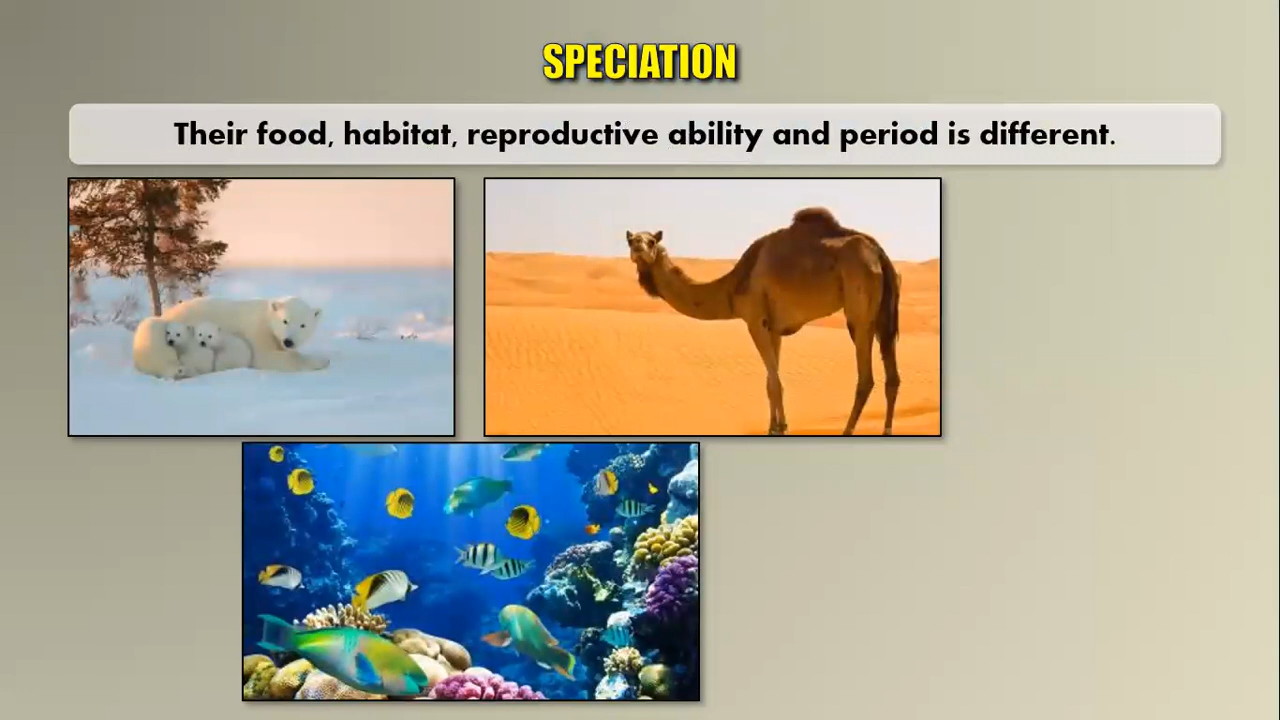 SPECIATION
Their food, habitat, reproductive ability and period is different.